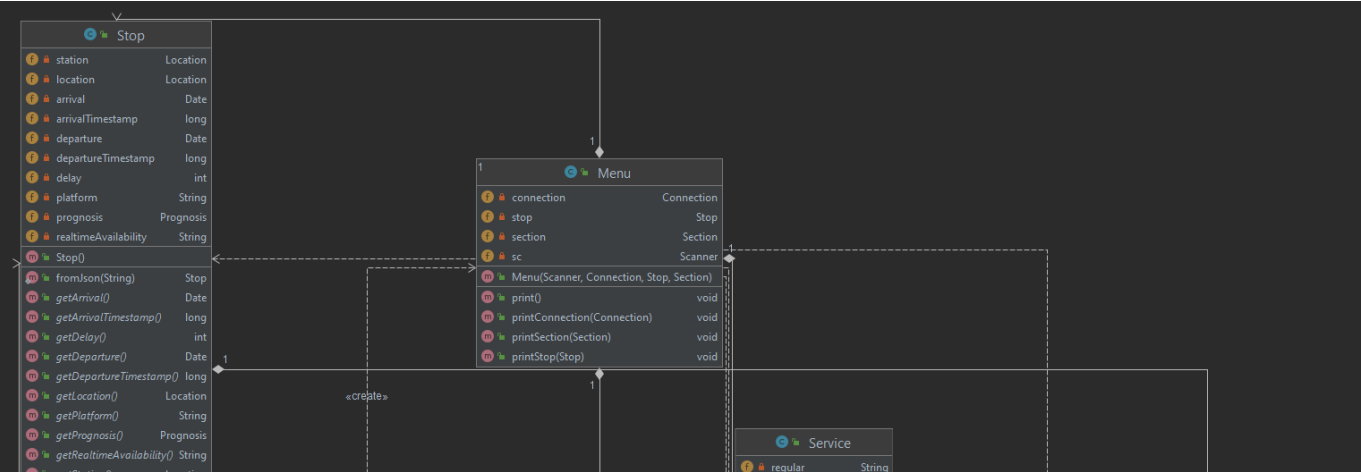 Stop
station Location
location Location
arrival Date
arrivalTimestamp long
departure Date
departureTimestamp long
delay int
platform String
prognosis Prognosis
realtimeAvailability String
Stop()
fromJson(String) Stop
getArrival() Date
getArrivalTimestamp() long
getDelay() int
getDeparture() Date
getDepartureTimestamp() long
getLocation() Location
getPlatform() String
getPrognosis() Prognosis
getRealtimeAvailability() String
1
1
«create»
1
1
Menu
connection Connection
stop Stop
section Section
sc Scanner
1
Menu(Scanner, Connection, Stop, Section)
print() void
printConnection(Connection) void
printSection(Section) void
printStop(Stop) void
1
Service
regular String